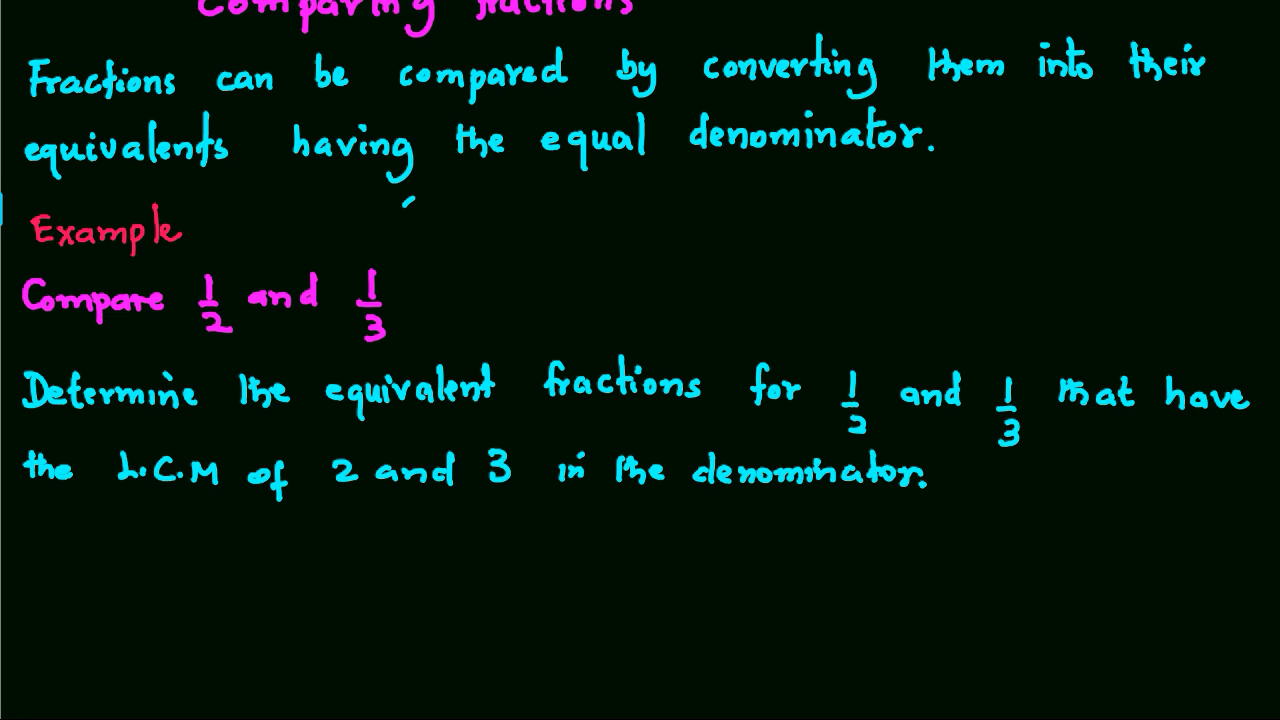 Comparing fractions
Fractions can be compared by converting them into their
equivalents having the equal denominator.
Example
Compare 1/2 and 1/3
Determine the equivalent fractions for 1/2 and 1/3 that have
the L.C.M of 2 and 3 in the denominator.